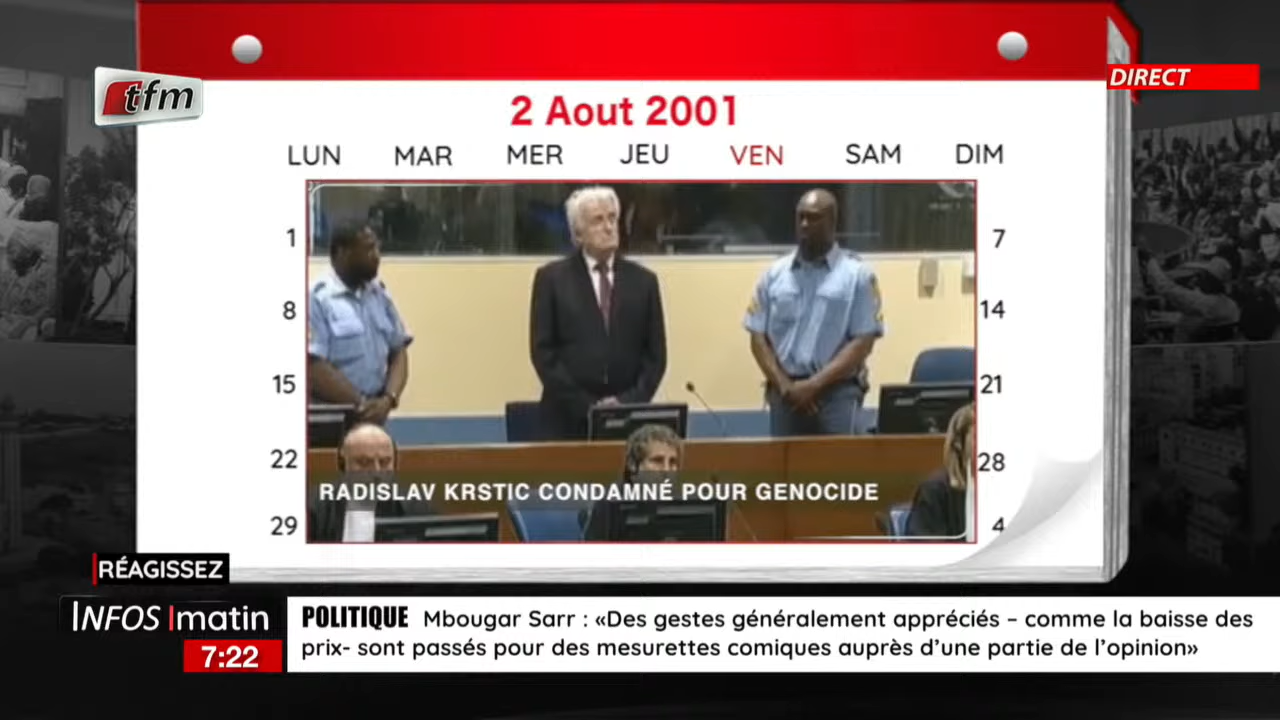 tfm
DIRECT
2 Aout 2001
LUN MAR MER JEU VEN SAM DIM
1 7
8 14
15 21
22 28
29 4
RADISLAV KRSTIC CONDAMNÉ POUR GENOCIDE
RÉAGISSEZ
INFOS matin
7:22
POLITIQUE Mbougar Sarr : «Des gestes généralement appréciés – comme la baisse des
prix- sont passés pour des mesurettes comiques auprès d'une partie de l'opinion»